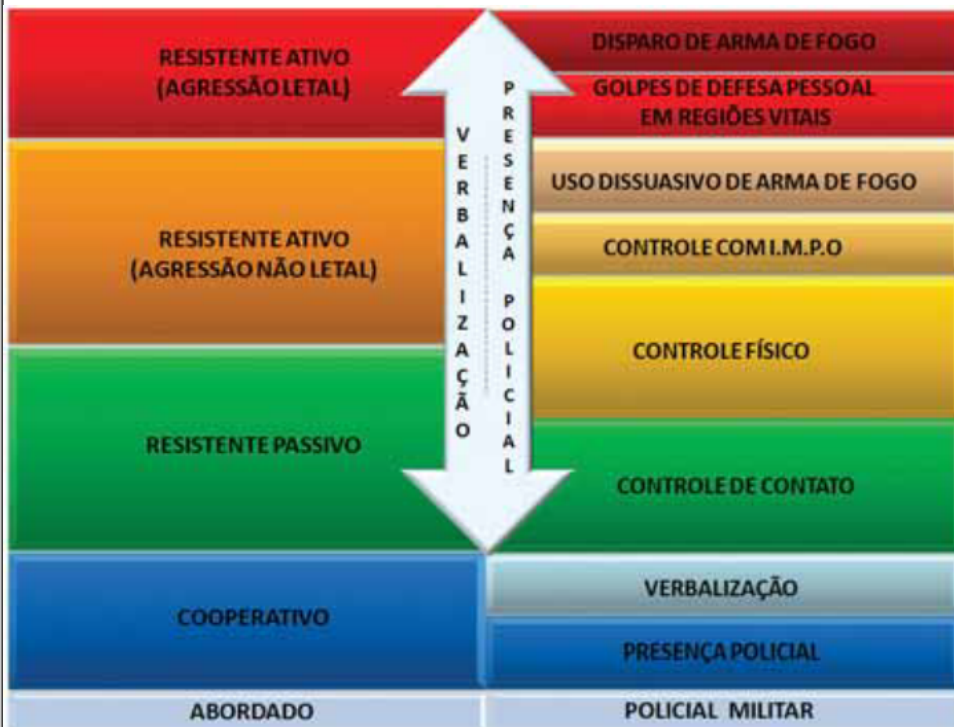 RESISTENTE ATIVO
(AGRESSÃO LETAL)
RESISTENTE ATIVO
(AGRESSÃO NÃO LETAL)
RESISTENTE PASSIVO
COOPERATIVO
ABORDADO
VERBALIZAÇÃO
PRESENÇA POLICIAL
DISPARO DE ARMA DE FOGO
GOLPES DE DEFESA PESSOAL
EM REGIÕES VITAIS
USO DISSUASIVO DE ARMA DE FOGO
CONTROLE COM I.M.P.O
CONTROLE FÍSICO
CONTROLE DE CONTATO
VERBALIZAÇÃO
PRESENÇA POLICIAL
POLICIAL MILITAR